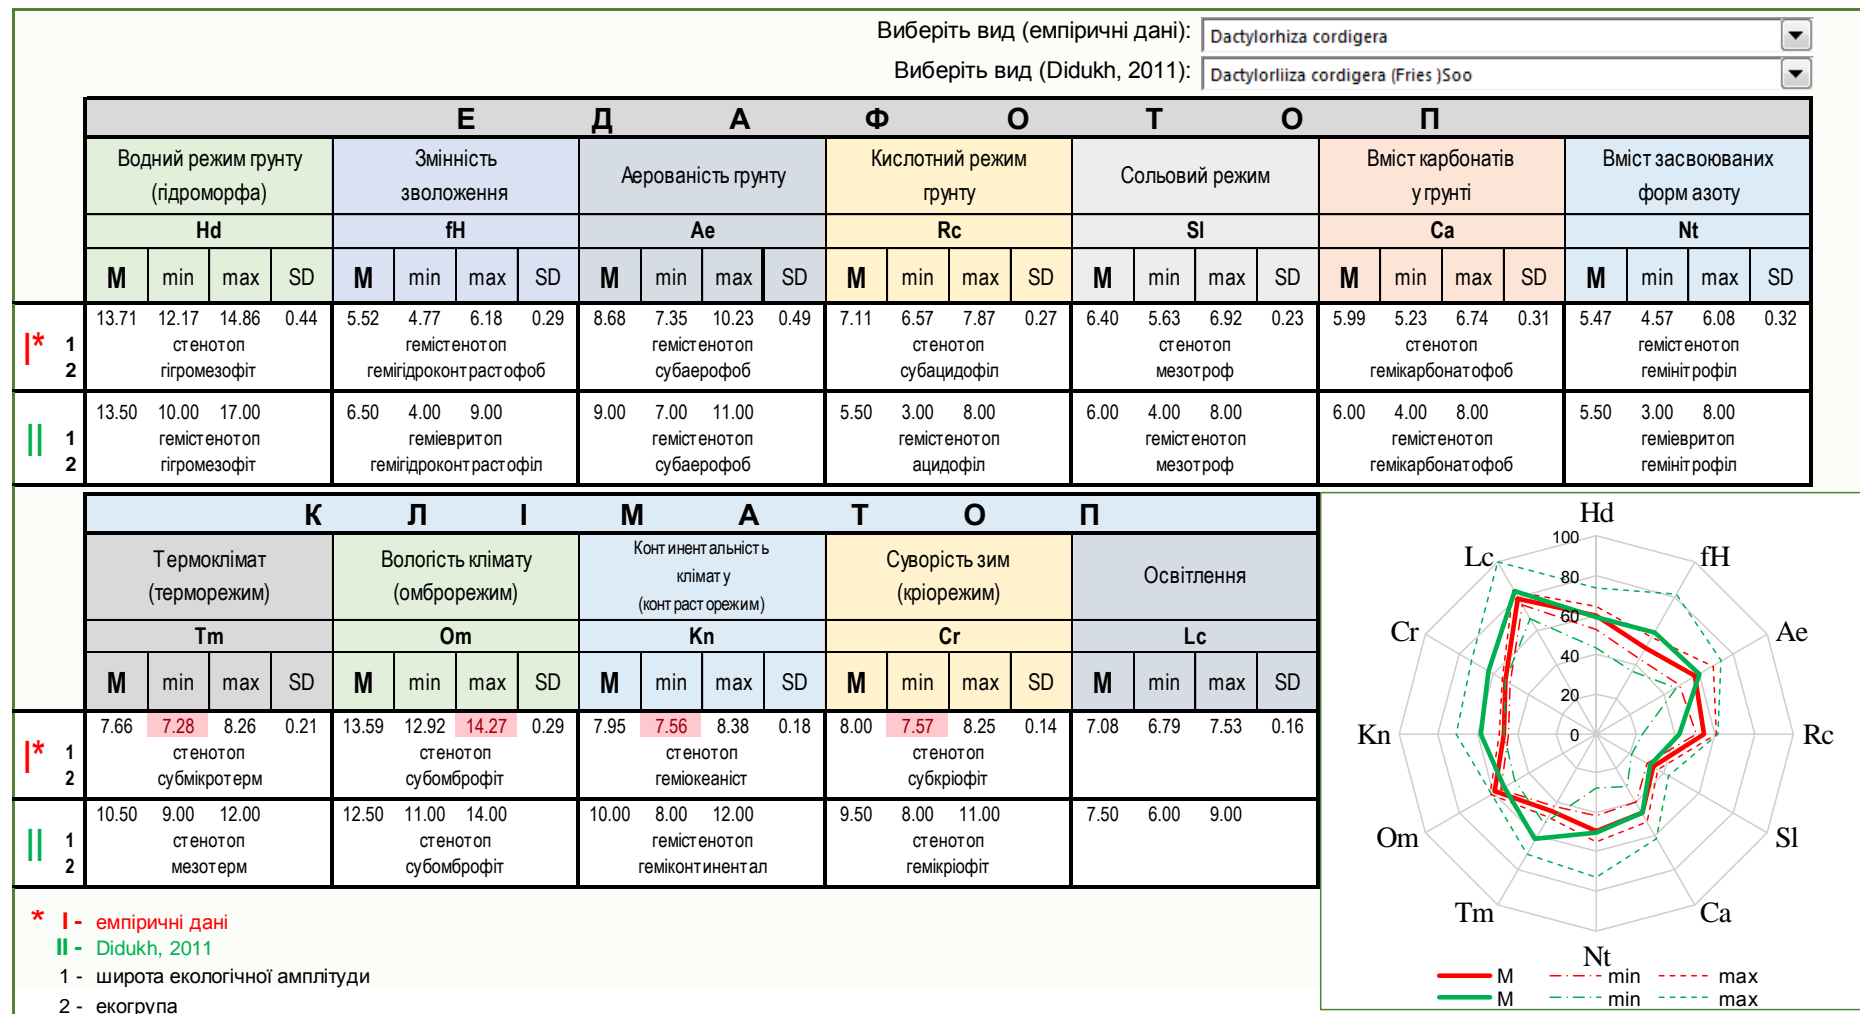 Виберіть вид (емпіричні дані): Dactylorhiza cordigera
Виберіть вид (Didukh, 2011): Dactylorliiza cordigera (Fries )Soo
Е Д А Ф О Т О П
Водний режим грунту (гідроморфа) Змінність зволоження Аерованість грунту Кислотний режим грунту Сольовий режим Вміст карбонатів у грунті Вміст засвоюваних форм азоту
Hd fH Ae Rc Sl Ca Nt
M min max SD M min max SD M min max SD M min max SD M min max SD M min max SD M min max SD
13.71 12.17 14.86 0.44 5.52 4.77 6.18 0.29 8.68 7.35 10.23 0.49 7.11 6.57 7.87 0.27 6.40 5.63 6.92 0.23 5.99 5.23 6.74 0.31 5.47 4.57 6.08 0.32
I* 1 стенотоп гемістенотоп гемістенотоп стенотоп стенотоп стенотоп гемістенотоп
2 гігромезофіт гемігідроконтрастофоб субаерофоб субацидофіл мезотроф гемікарбонатофоб гемінітрофіл
13.50 10.00 17.00 6.50 4.00 9.00 9.00 7.00 11.00 5.50 3.00 8.00 6.00 4.00 8.00 6.00 4.00 8.00 5.50 3.00 8.00
II 1 гемістенотоп геміевритоп гемістенотоп гемістенотоп гемістенотоп гемістенотоп геміевритоп
2 гігромезофіт гемігідроконтрастофіл субаерофоб ацидофіл мезотроф гемікарбонатофоб гемінітрофіл
К Л І М А Т О П
Термоклімат (терморежим) Вологість клімату (омброрежим) Континентальність клімату (контрасторежим) Суворість зим (кріорежим) Освітлення
Tm Om Kn Cr Lc
M min max SD M min max SD M min max SD M min max SD M min max SD
7.66 7.28 8.26 0.21 13.59 12.92 14.27 0.29 7.95 7.56 8.38 0.18 8.00 7.57 8.25 0.14 7.08 6.79 7.53 0.16
I* 1 стенотоп стенотоп стенотоп стенотоп
2 субмікротерм субомброфіт геміокеаніст субкріофіт
10.50 9.00 12.00 12.50 11.00 14.00 10.00 8.00 12.00 9.50 8.00 11.00 7.50 6.00 9.00
II 1 стенотоп стенотоп гемістенотоп стенотоп
2 мезотерм субомброфіт геміконтинентал гемікріофіт
Hd
100 80 60 40 20 0
fH
Ae
Rc
Sl
Ca
Nt
Tm
Om
Kn
Cr
Lc
M min max
M min max
* I - емпіричні дані
II - Didukh, 2011
1 - широта екологічної амплітуди
2 - екогрупа